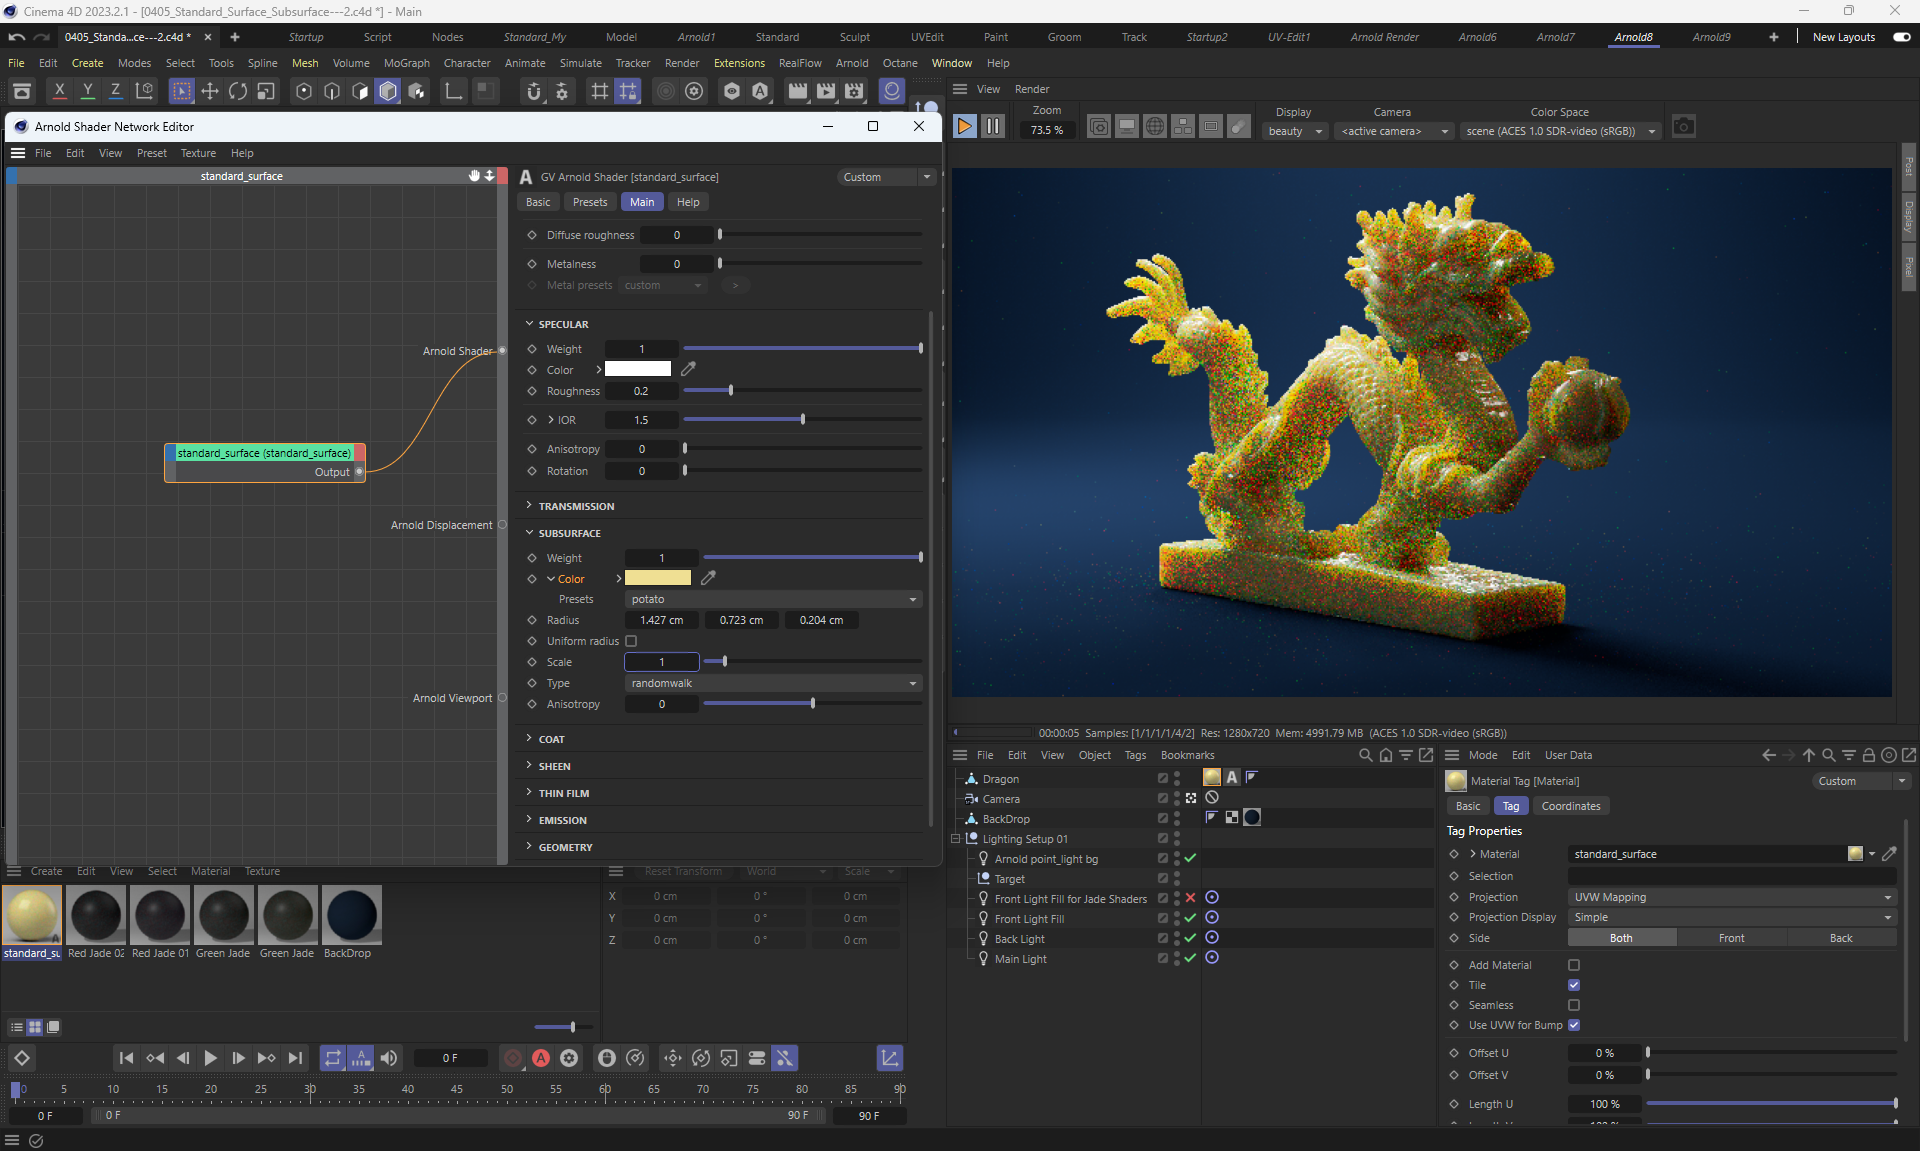 Cinema 4D 2023.2.1 - [0405_Standard_Surface_Subsurface---2.c4d *] - Main
0405_Standa...ce---2.c4d * × + Startup Script Nodes Standard_My Model Arnold1 Standard Sculpt UVEdit Paint Groom Track Startup2 UV-Edit1 Arnold Render Arnold6 Arnold7 Arnold8 Arnold9 + New Layouts
File Edit Create Modes Select Tools Spline Mesh Volume MoGraph Character Animate Simulate Tracker Render Extensions RealFlow Arnold Octane Window Help
X Y Z
View Render
Zoom Display Camera Color Space
73.5 % beauty <active camera> scene (ACES 1.0 SDR-video (sRGB))
Post
Display
Pixel
Arnold Shader Network Editor
File Edit View Preset Texture Help
standard_surface
Arnold Shader
standard_surface (standard_surface)
Output
Arnold Displacement
Arnold Viewport
A GV Arnold Shader [standard_surface] Custom
Basic Presets Main Help
Diffuse roughness 0
Metalness 0
Metal presets custom >
SPECULAR
Weight 1
Color
Roughness 0.2
IOR 1.5
Anisotropy 0
Rotation 0
TRANSMISSION
SUBSURFACE
Weight 1
Color
Presets potato
Radius 1.427 cm 0.723 cm 0.204 cm
Uniform radius
Scale 1
Type randomwalk
Anisotropy 0
COAT
SHEEN
THIN FILM
EMISSION
GEOMETRY
00:00:05 Samples: [1/1/1/1/4/2] Res: 1280x720 Mem: 4991.79 MB (ACES 1.0 SDR-video (sRGB))
File Edit View Object Tags Bookmarks
Dragon A
Camera
BackDrop
Lighting Setup 01
Arnold point_light bg
Target
Front Light Fill for Jade Shaders
Front Light Fill
Back Light
Main Light
Mode Edit User Data
Material Tag [Material] Custom
Basic Tag Coordinates
Tag Properties
Material standard_surface
Selection
Projection UVW Mapping
Projection Display Simple
Side Both Front Back
Add Material
Tile
Seamless
Use UVW for Bump
Offset U 0 %
Offset V 0 %
Length U 100 %
Create Edit View Select Material Texture
standard_su Red Jade 02 Red Jade 01 Green Jade Green Jade BackDrop
Reset Transform World Scale
X 0 cm 0 ° 0 cm
Y 0 cm 0 ° 0 cm
Z 0 cm 0 ° 0 cm
0 F
0 5 10 15 20 25 30 35 40 45 50 55 60 65 70 75 80 85 90
0 F 0 F 90 F 90 F